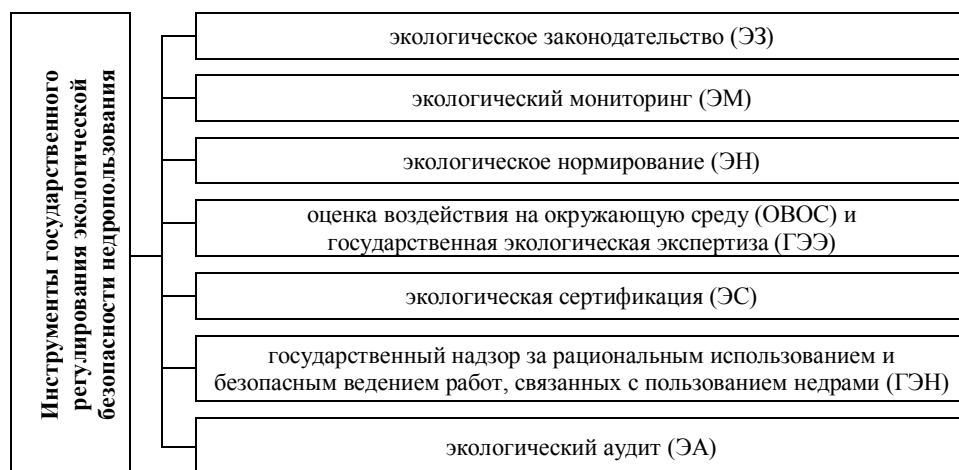 Инструменты государственного
регулирования экологической
безопасности недропользования
экологическое законодательство (ЭЗ)
экологический мониторинг (ЭМ)
экологическое нормирование (ЭН)
оценка воздействия на окружающую среду (ОВОС) и
государственная экологическая экспертиза (ГЭЭ)
экологическая сертификация (ЭС)
государственный надзор за рациональным использованием и
безопасным ведением работ, связанных с пользованием недрами (ГЭН)
экологический аудит (ЭА)